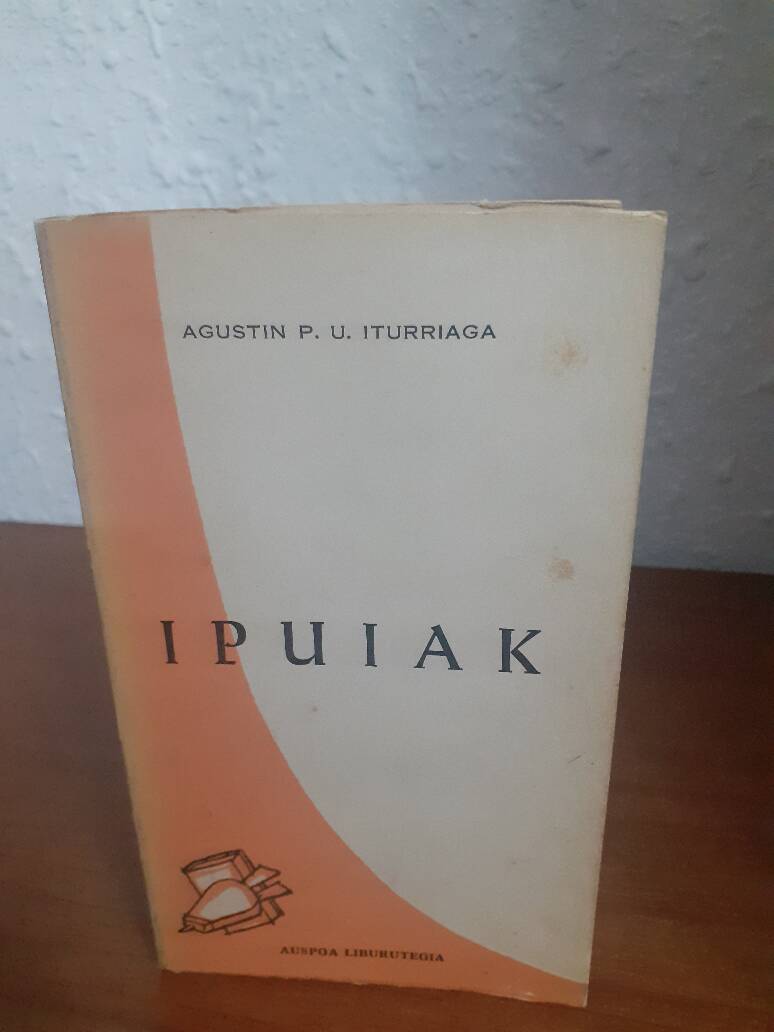 AGUSTIN P. U. ITURRIAGA
IPUIAK
AUSPOA LIBURUTEGIA